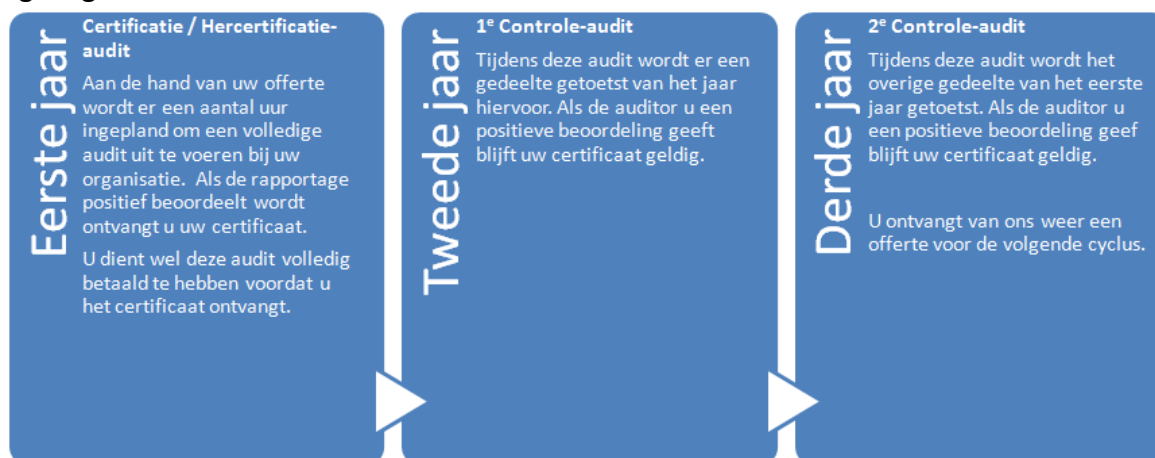 Eerste jaar
Certificatie / Hercertificatie-
audit
Aan de hand van uw offerte
wordt er een aantal uur
ingepland om een volledige
audit uit te voeren bij uw
organisatie.  Als de rapportage
positief beoordeelt wordt
ontvangt u uw certificaat.
U dient wel deze audit volledig
betaald te hebben voordat u
het certificaat ontvangt.
Tweede jaar
1e Controle-audit
Tijdens deze audit wordt er een
gedeelte getoetst van het jaar
hiervoor. Als de auditor u een
positieve beoordeling geeft
blijft uw certificaat geldig.
Derde jaar
2e Controle-audit
Tijdens deze audit wordt het
overige gedeelte van het eerste
jaar getoetst. Als de auditor u
een positieve beoordeling geef
blijft uw certificaat geldig.
U ontvangt van ons weer een
offerte voor de volgende cyclus.